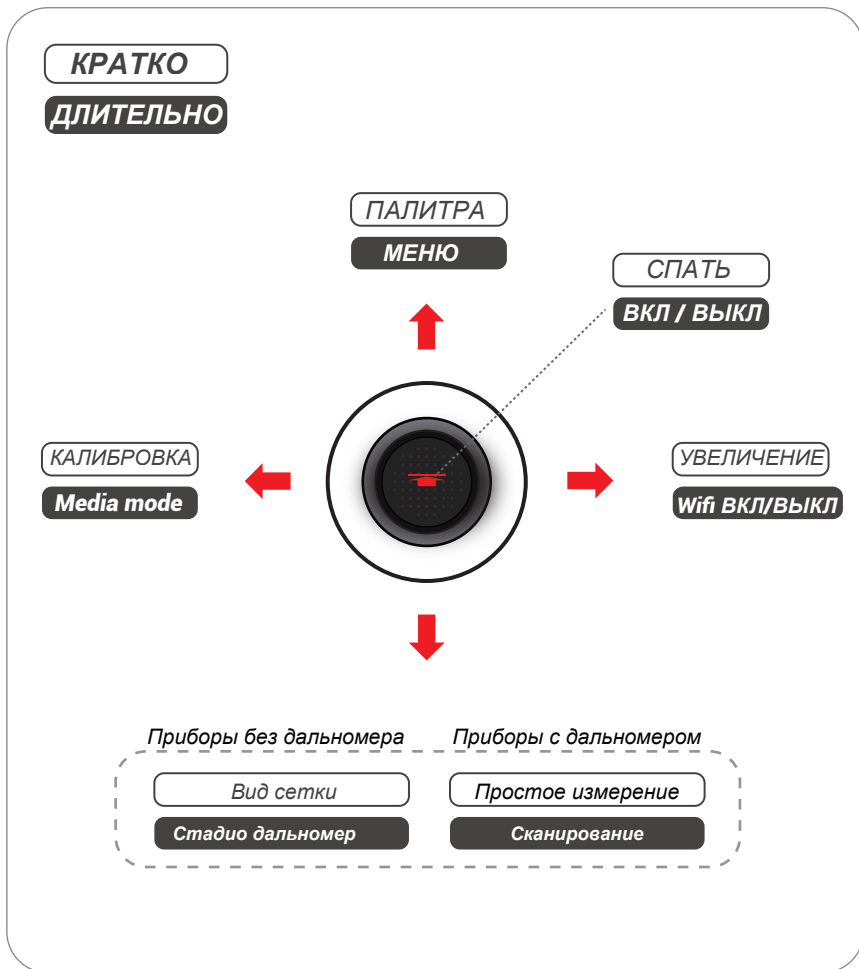 КРАТКО
ДЛИТЕЛЬНО
ПАЛИТРА
МЕНЮ
СПАТЬ
ВКЛ / ВЫКЛ
КАЛИБРОВКА
Media mode
УВЕЛИЧЕНИЕ
Wifi ВКЛ/ВЫКЛ
Приборы без дальномера
Приборы с дальномером
Вид сетки
Простое измерение
Стадио дальномер
Сканирование